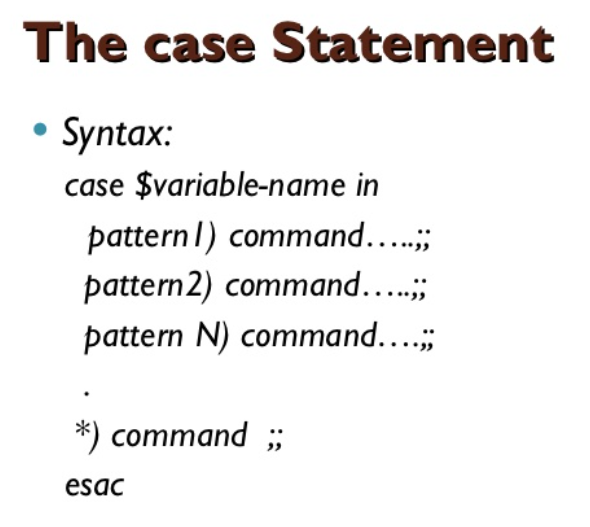 The case Statement
• Syntax:
case $variable-name in
pattern1) command…..;;
pattern2) command…..;;
pattern N) command….;;
.
*) command ;;
esac